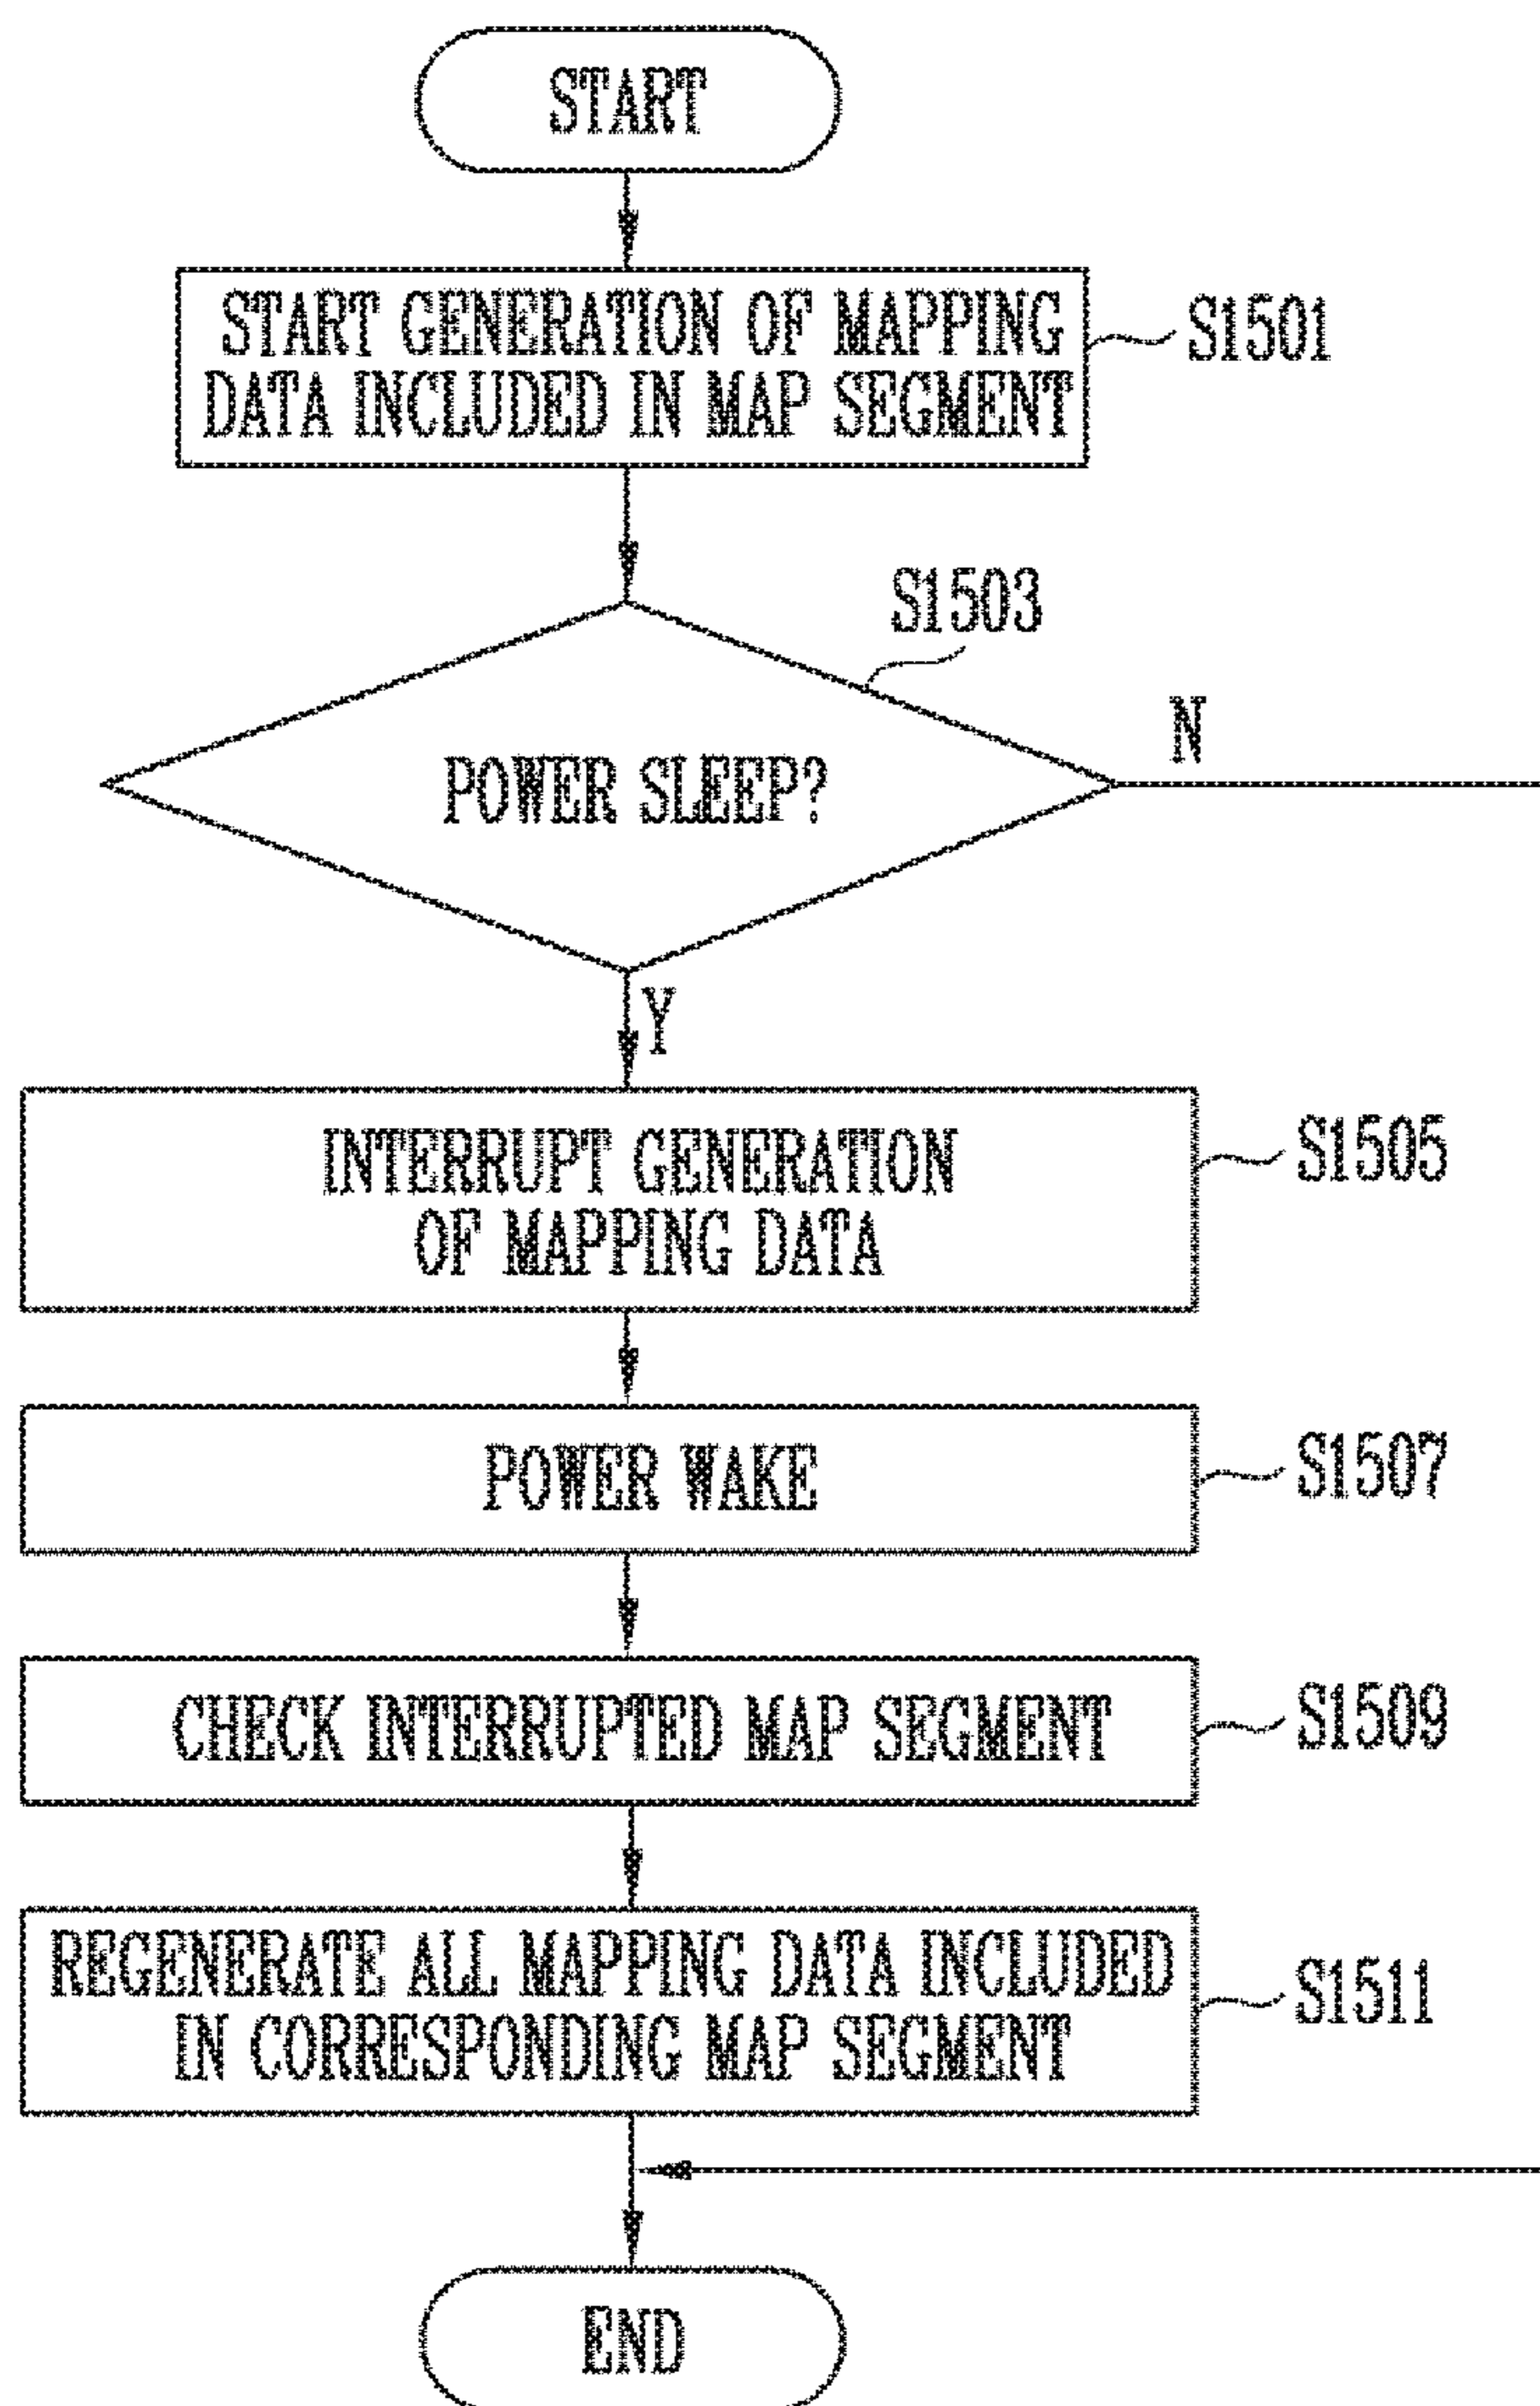 START
START GENERATION OF MAPPING
DATA INCLUDED IN MAP SEGMENT
S1501
S1503
POWER SLEEP?
N
Y
INTERRUPT GENERATION
OF MAPPING DATA
S1505
POWER WAKE
S1507
CHECK INTERRUPTED MAP SEGMENT
S1509
REGENERATE ALL MAPPING DATA INCLUDED
IN CORRESPONDING MAP SEGMENT
S1511
END